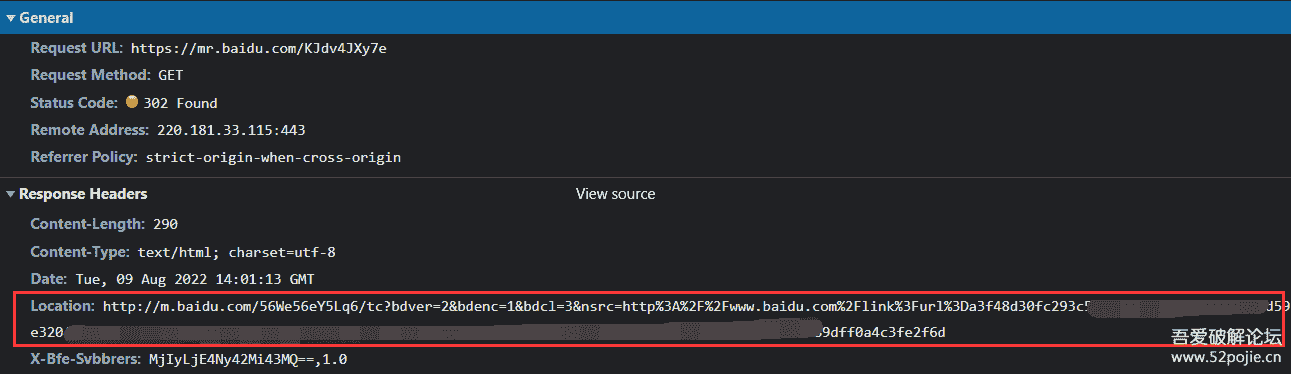 General
Request URL: https://mr.baidu.com/KJdv4JXy7e
Request Method: GET
Status Code: 302 Found
Remote Address: 220.181.33.115:443
Referrer Policy: strict-origin-when-cross-origin
Response Headers View source
Content-Length: 290
Content-Type: text/html; charset=utf-8
Date: Tue, 09 Aug 2022 14:01:13 GMT
Location: http://m.baidu.com/56We56eY5Lq6/tc?bdver=2&bdenc=1&bdcl=3&nsrc=http%3A%2F%2Fwww.baidu.com%2Flink%3Furl%3Da3f48d30fc293c5 d59
e320 39dff0a4c3fe2f6d
吾爱破解论坛
X-Bfe-Svbbrers: MjIyLjE4Ny42Mi43MQ==,1.0
www.52pojie.cn